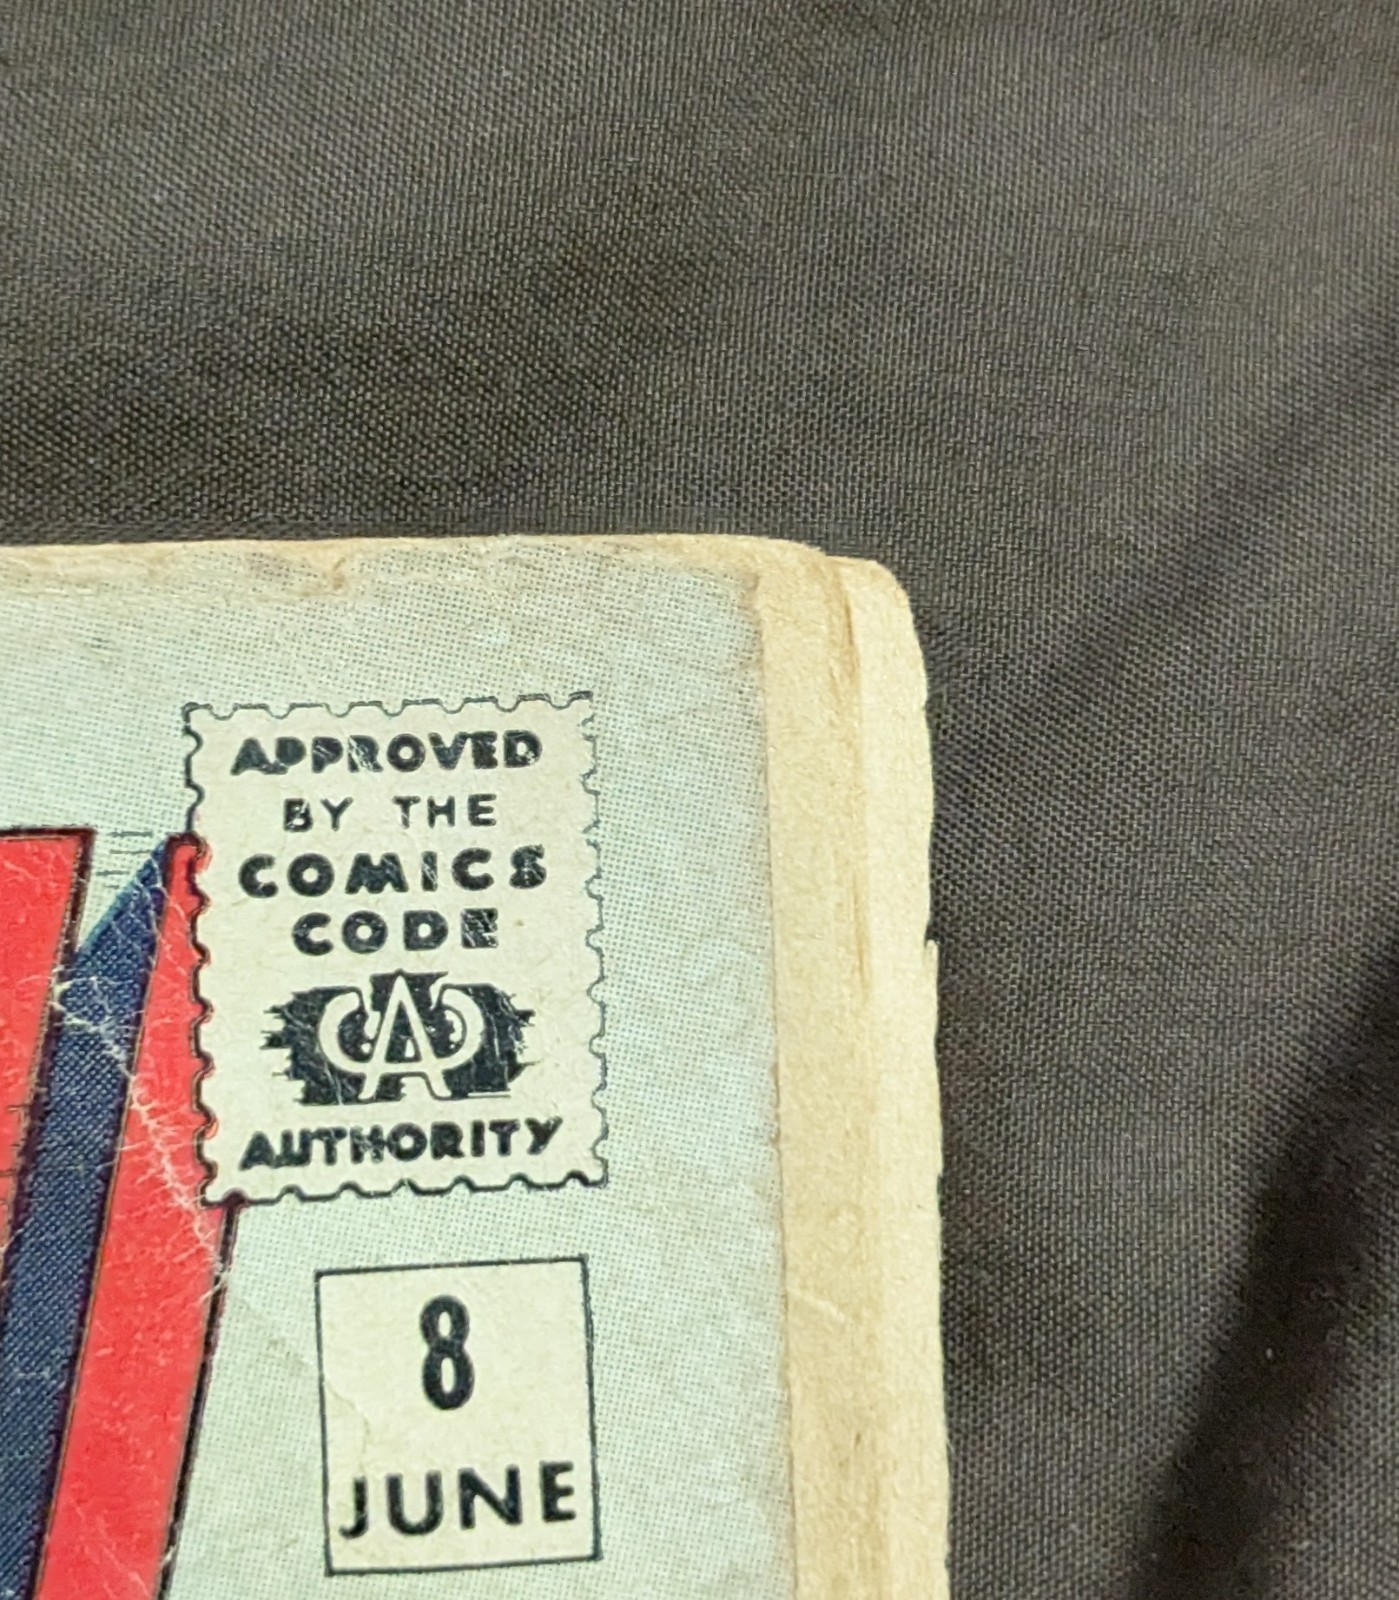 APPROVED
BY THE
COMICS
CODE
CA
AUTHORITY
8
JUNE